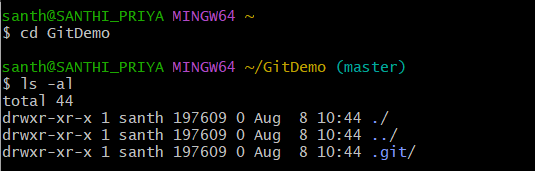 santh@SANTHI_PRIYA MINGW64 ~
$ cd GitDemo
santh@SANTHI_PRIYA MINGW64 ~/GitDemo (master)
$ ls -al
total 44
drwxr-xr-x 1 santh 197609 0 Aug  8 10:44 ./
drwxr-xr-x 1 santh 197609 0 Aug  8 10:44 ../
drwxr-xr-x 1 santh 197609 0 Aug  8 10:44 .git/